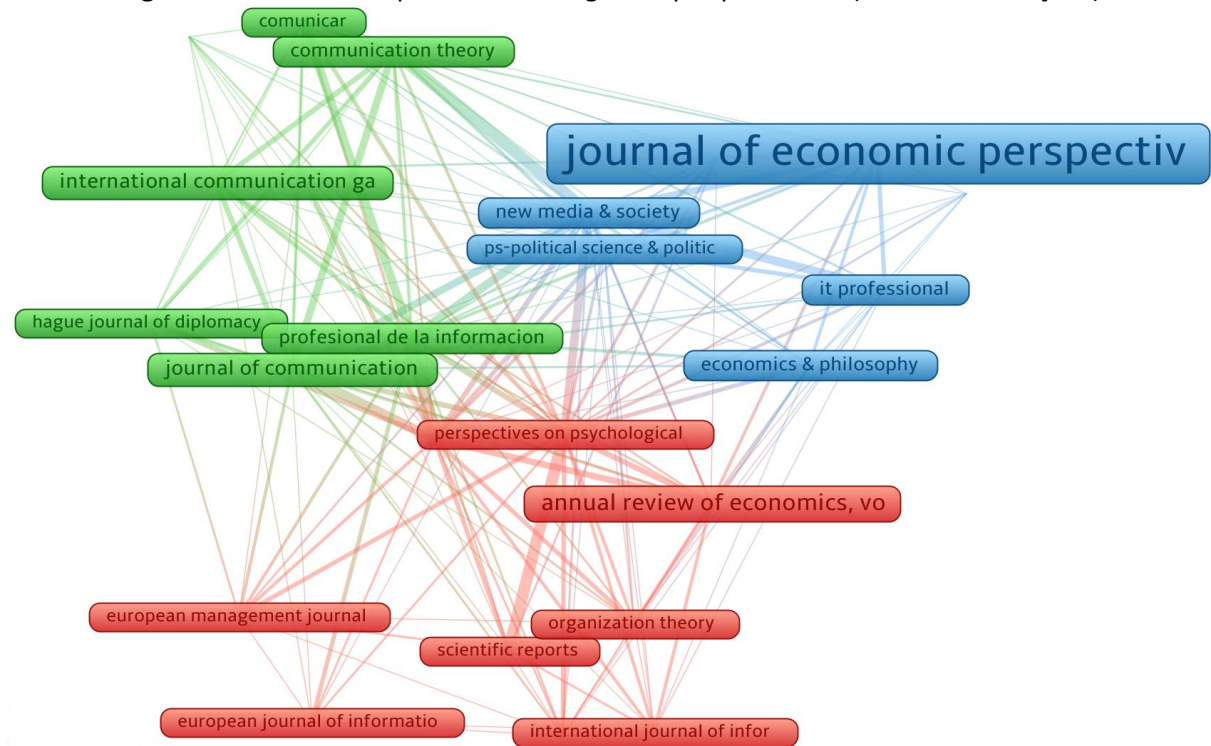 comunicar
communication theory
journal of economic perspectiv
international communication ga
new media & society
ps-political science & politic
it professional
hague journal of diplomacy
profesional de la informacion
journal of communication
economics & philosophy
perspectives on psychological
annual review of economics, vo
european management journal
organization theory
scientific reports
european journal of informatio
international journal of infor